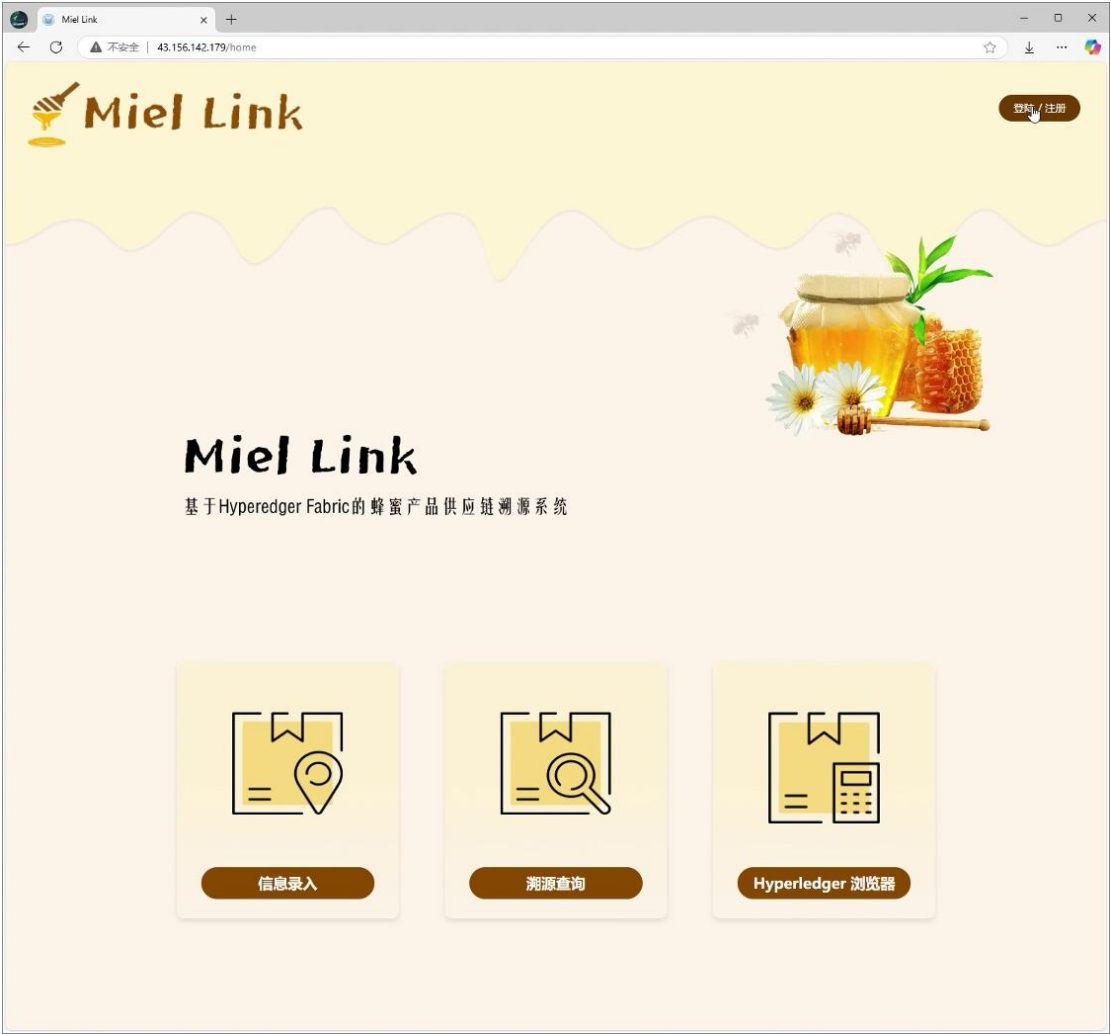 Miel Link
不安全 | 43.156.142.179/home
Miel Link
登陆 / 注册
Miel Link
基于Hyperedger Fabric的蜂蜜产品供应链溯源系统
信息录入
溯源查询
Hyperledger 浏览器